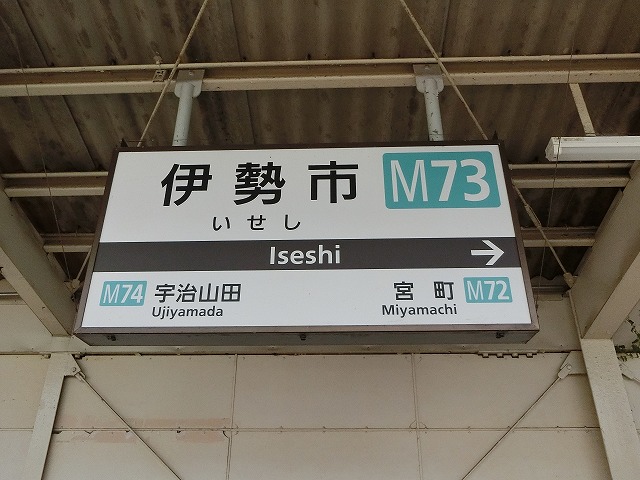 伊勢市 M73
いせし
Iseshi →
M74 宇治山田 宮町 M72
Ujiyamada Miyamachi